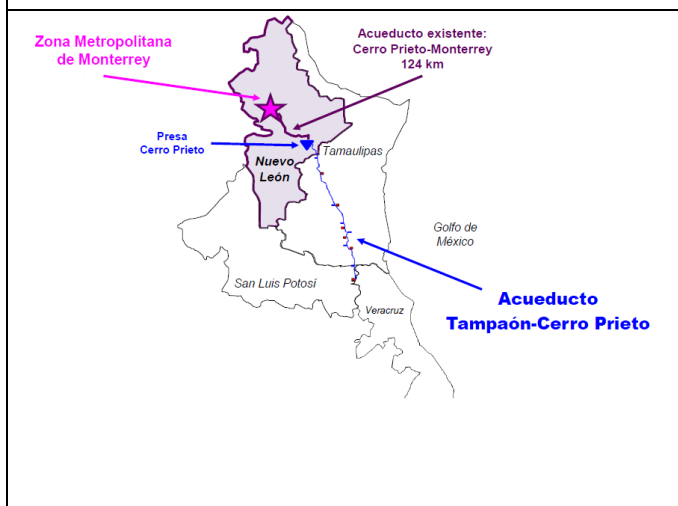 Zona Metropolitana
de Monterrey
Acueducto existente:
Cerro Prieto-Monterrey
124 km
Presa
Cerro Prieto
Tamaulipas
Nuevo
León
Golfo de
México
San Luis Potosí
Veracruz
Acueducto
Tampaón-Cerro Prieto